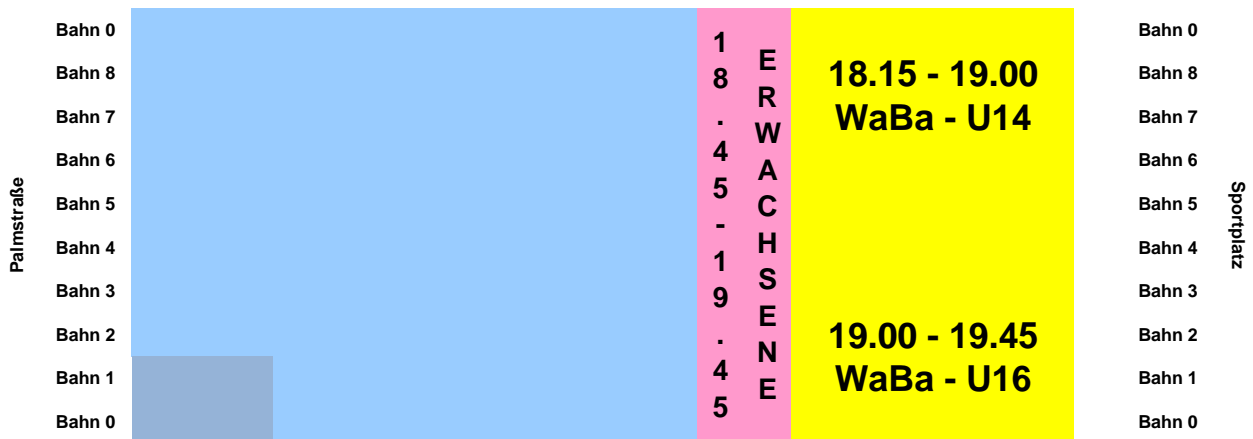 Palmstraße
Bahn 0
Bahn 8
Bahn 7
Bahn 6
Bahn 5
Bahn 4
Bahn 3
Bahn 2
Bahn 1
Bahn 0
18.45-19.45
ERWACHSENE
18.15 - 19.00
WaBa - U14
19.00 - 19.45
WaBa - U16
Bahn 0
Bahn 8
Bahn 7
Bahn 6
Bahn 5
Bahn 4
Bahn 3
Bahn 2
Bahn 1
Bahn 0
Sportplatz